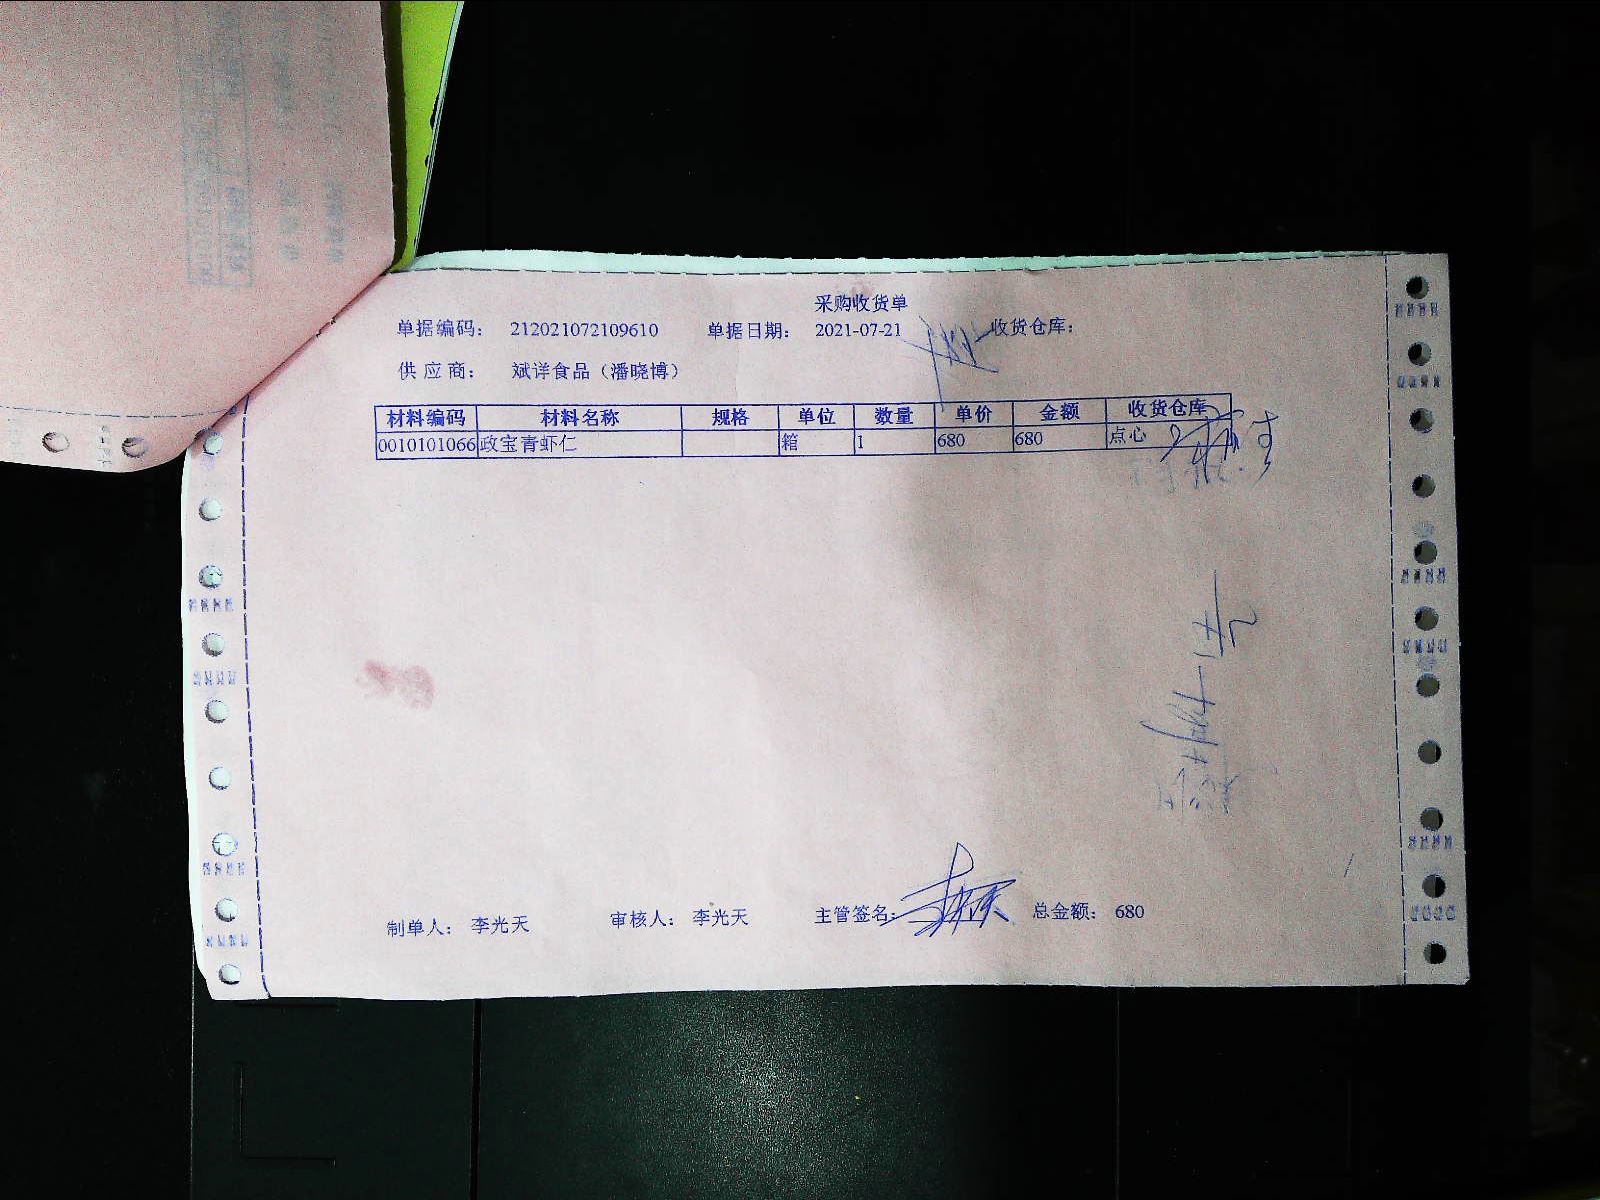 采购收货单
单据编码： 212021072109610 单据日期： 2021-07-21 收货仓库：
供应商： 斌详食品（潘晓博）
材料编码 材料名称 规格 单位 数量 单价 金额 收货仓库
0010101066 政宝青虾仁 箱 1 680 680 点心
制单人： 李光天 审核人： 李光天 主管签名： 总金额： 680